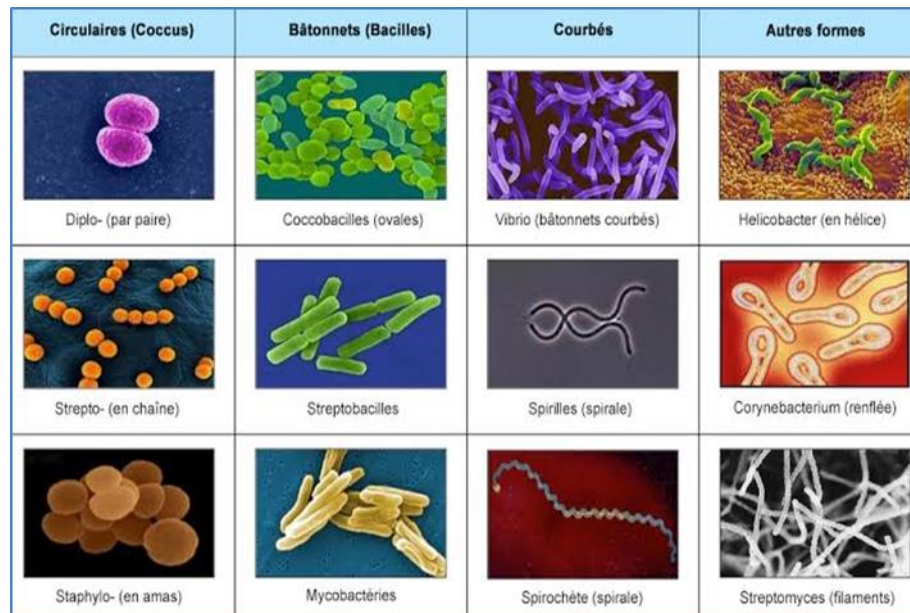 Circulaires (Coccus)
Bâtonnets (Bacilles)
Courbés
Autres formes
Diplo- (par paire)
Coccobacilles (ovales)
Vibrio (bâtonnets courbés)
Helicobacter (en hélice)
Strepto- (en chaîne)
Streptobacilles
Spirilles (spirale)
Corynebacterium (renflée)
Staphylo- (en amas)
Mycobactéries
Spirochéte (spirale)
Streptomyces (filaments)